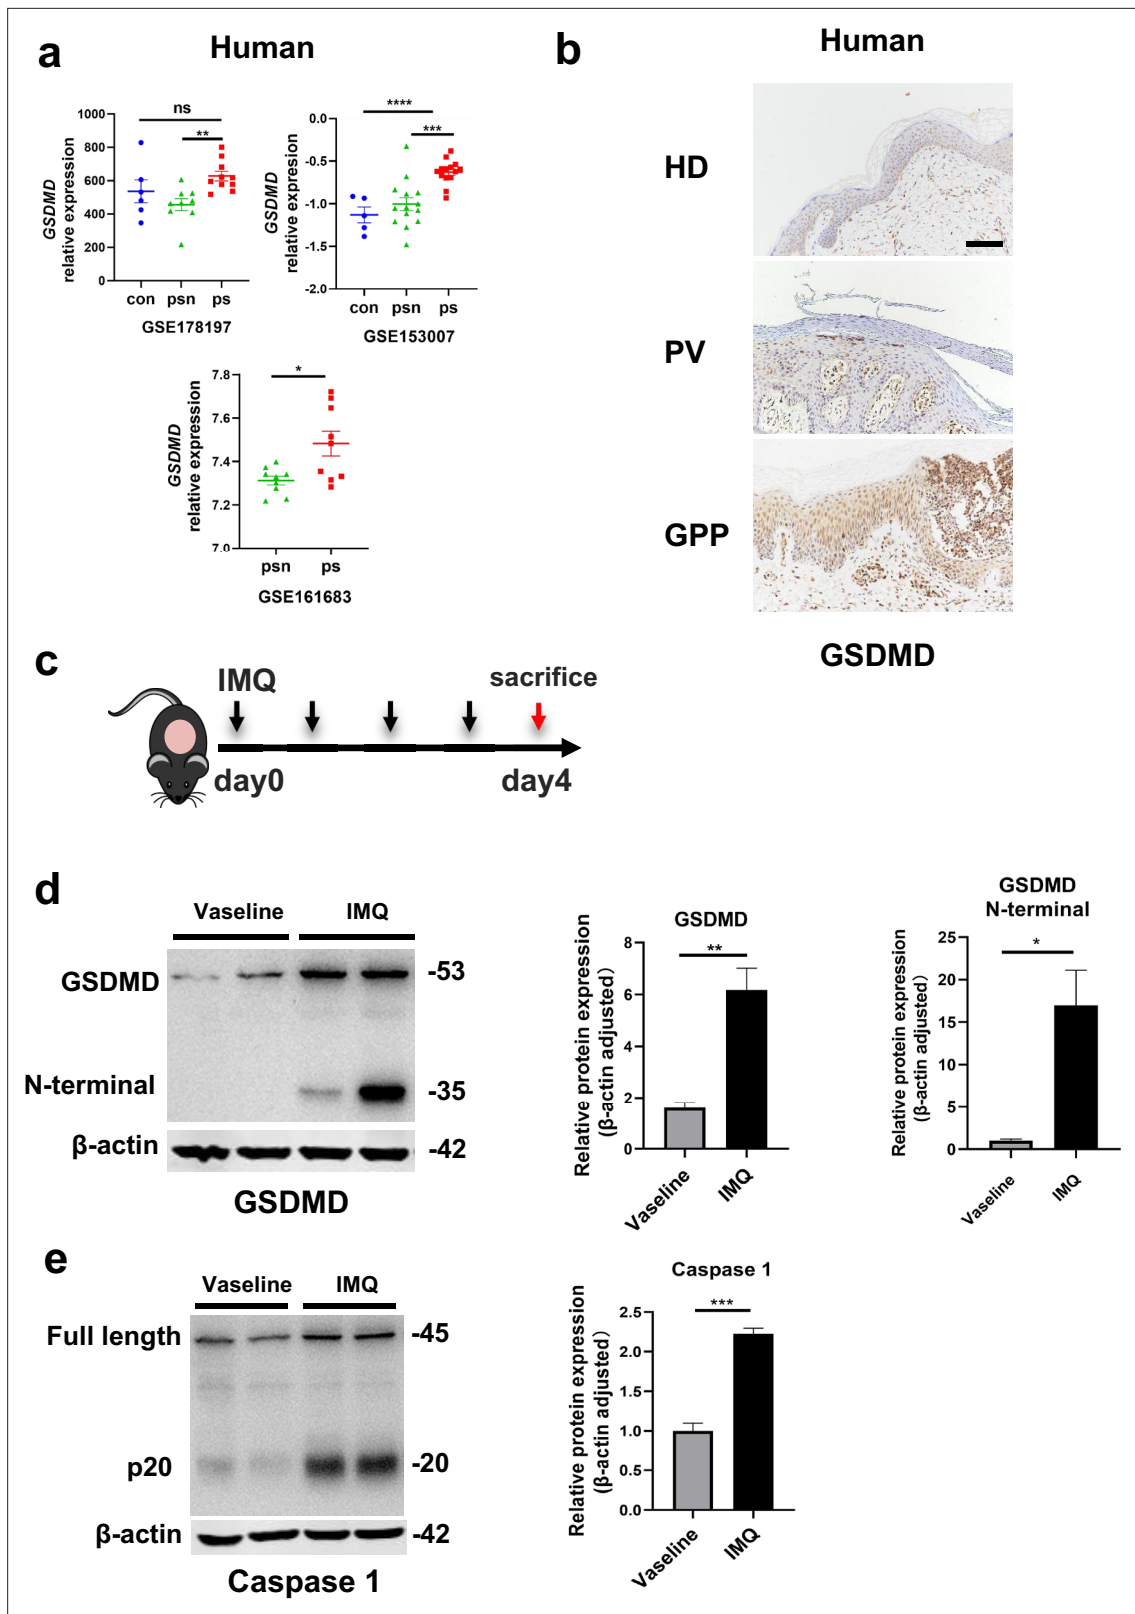 a
Human
GSDMD
relative expression
1000
800
600
400
200
0
ns
**
con psn ps
GSE178197
GSDMD
relative expression
0.0
-0.5
-1.0
-1.5
-2.0
****
***
con psn ps
GSE153007
GSDMD
relative expression
7.8
7.6
7.4
7.2
7.0
*
psn ps
GSE161683
b
Human
HD
PV
GPP
GSDMD
c
IMQ
sacrifice
day0
day4
d
Vaseline IMQ
GSDMD
-53
N-terminal
-35
β-actin
-42
GSDMD
GSDMD
Relative protein expression
(β-actin adjusted)
8
6
4
2
0
**
Vaseline
IMQ
GSDMD
N-terminal
Relative protein expression
(β-actin adjusted)
25
20
15
10
5
0
*
Vaseline
IMQ
e
Vaseline IMQ
Full length
-45
p20
-20
β-actin
-42
Caspase 1
Caspase 1
Relative protein expression
(β-actin adjusted)
2.5
2.0
1.5
1.0
0.5
0.0
***
Vaseline
IMQ